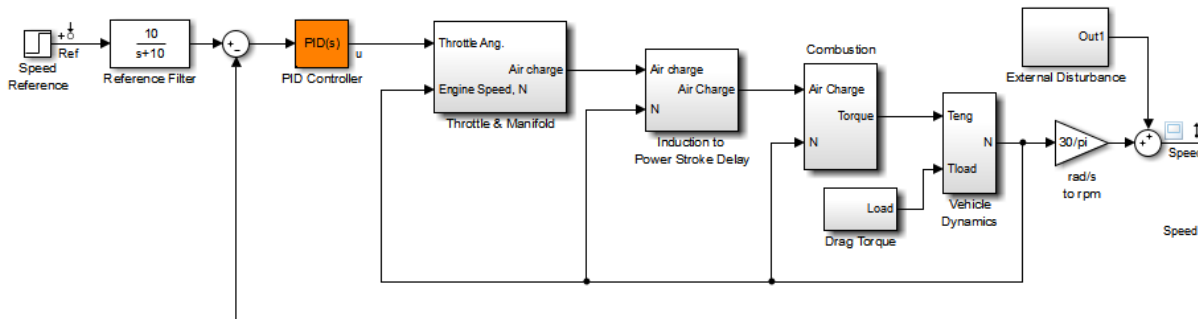 Speed
Reference
Ref
10
s+10
Reference Filter
+
−
PID(s)
u
PID Controller
Throttle Ang.
Air charge
Engine Speed, N
Throttle & Manifold
Air charge
Air Charge
N
Induction to
Power Stroke Delay
Combustion
Air Charge
Torque
N
Load
Drag Torque
Teng
N
Tload
Vehicle
Dynamics
Out1
External Disturbance
30/pi
rad/s
to rpm
+
+
Speed
Speed